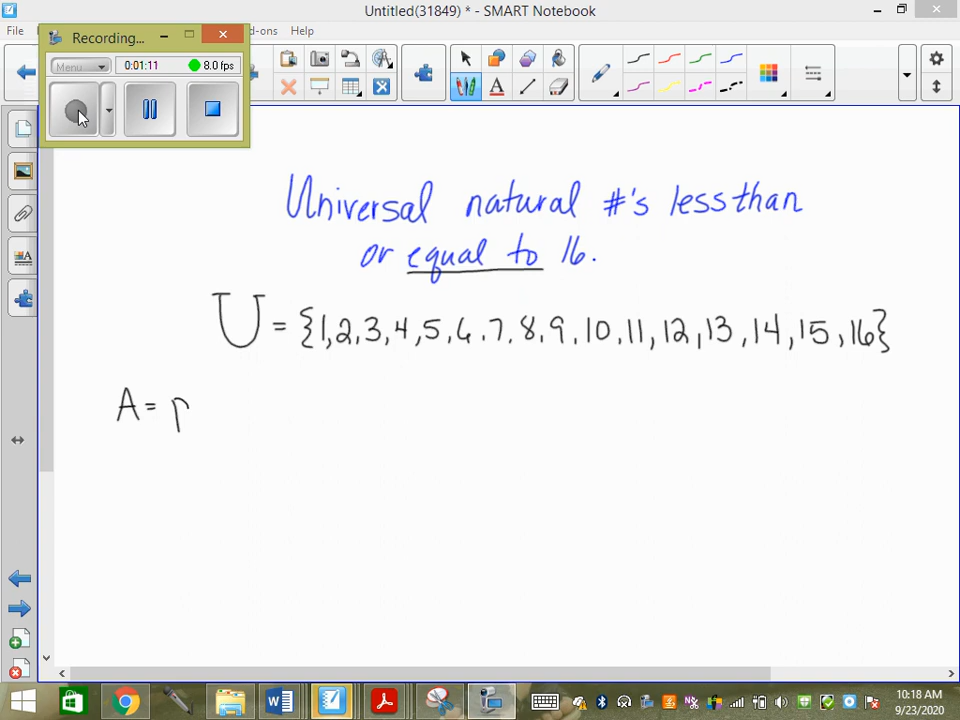 Untitled(31849) * - SMART Notebook
File
Recording...
d-ons Help
Menu
0:01:11
8.0 fps
Universal natural #'s less than
or equal to 16.
U = {1,2,3,4,5,6,7,8,9,10,11,12,13,14,15,16}
A = p
10:18 AM
9/23/2020